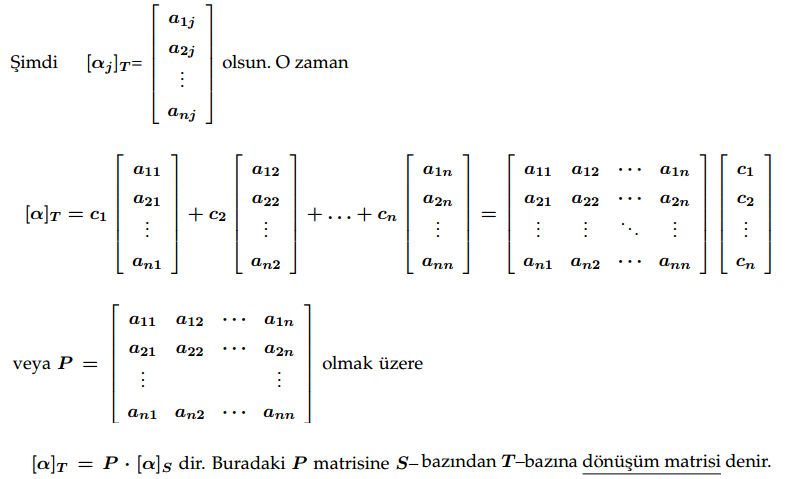 Şimdi [α_j]_T= [ a_{1j} a_{2j} ⋮ a_{nj} ] olsun. O zaman
[α]_T = c_1 [ a_{11} a_{21} ⋮ a_{n1} ] + c_2 [ a_{12} a_{22} ⋮ a_{n2} ] + . . . + c_n [ a_{1n} a_{2n} ⋮ a_{nn} ] = [ a_{11} a_{12} ⋯ a_{1n} a_{21} a_{22} ⋯ a_{2n} ⋮ ⋮ ⋱ ⋮ a_{n1} a_{n2} ⋯ a_{nn} ] [ c_1 c_2 ⋮ c_n ]
veya P = [ a_{11} a_{12} ⋯ a_{1n} a_{21} a_{22} ⋯ a_{2n} ⋮ ⋮ a_{n1} a_{n2} ⋯ a_{nn} ] olmak üzere
[α]_T = P · [α]_S dir. Buradaki P matrisine S–bazından T–bazına dönüşüm matrisi denir.